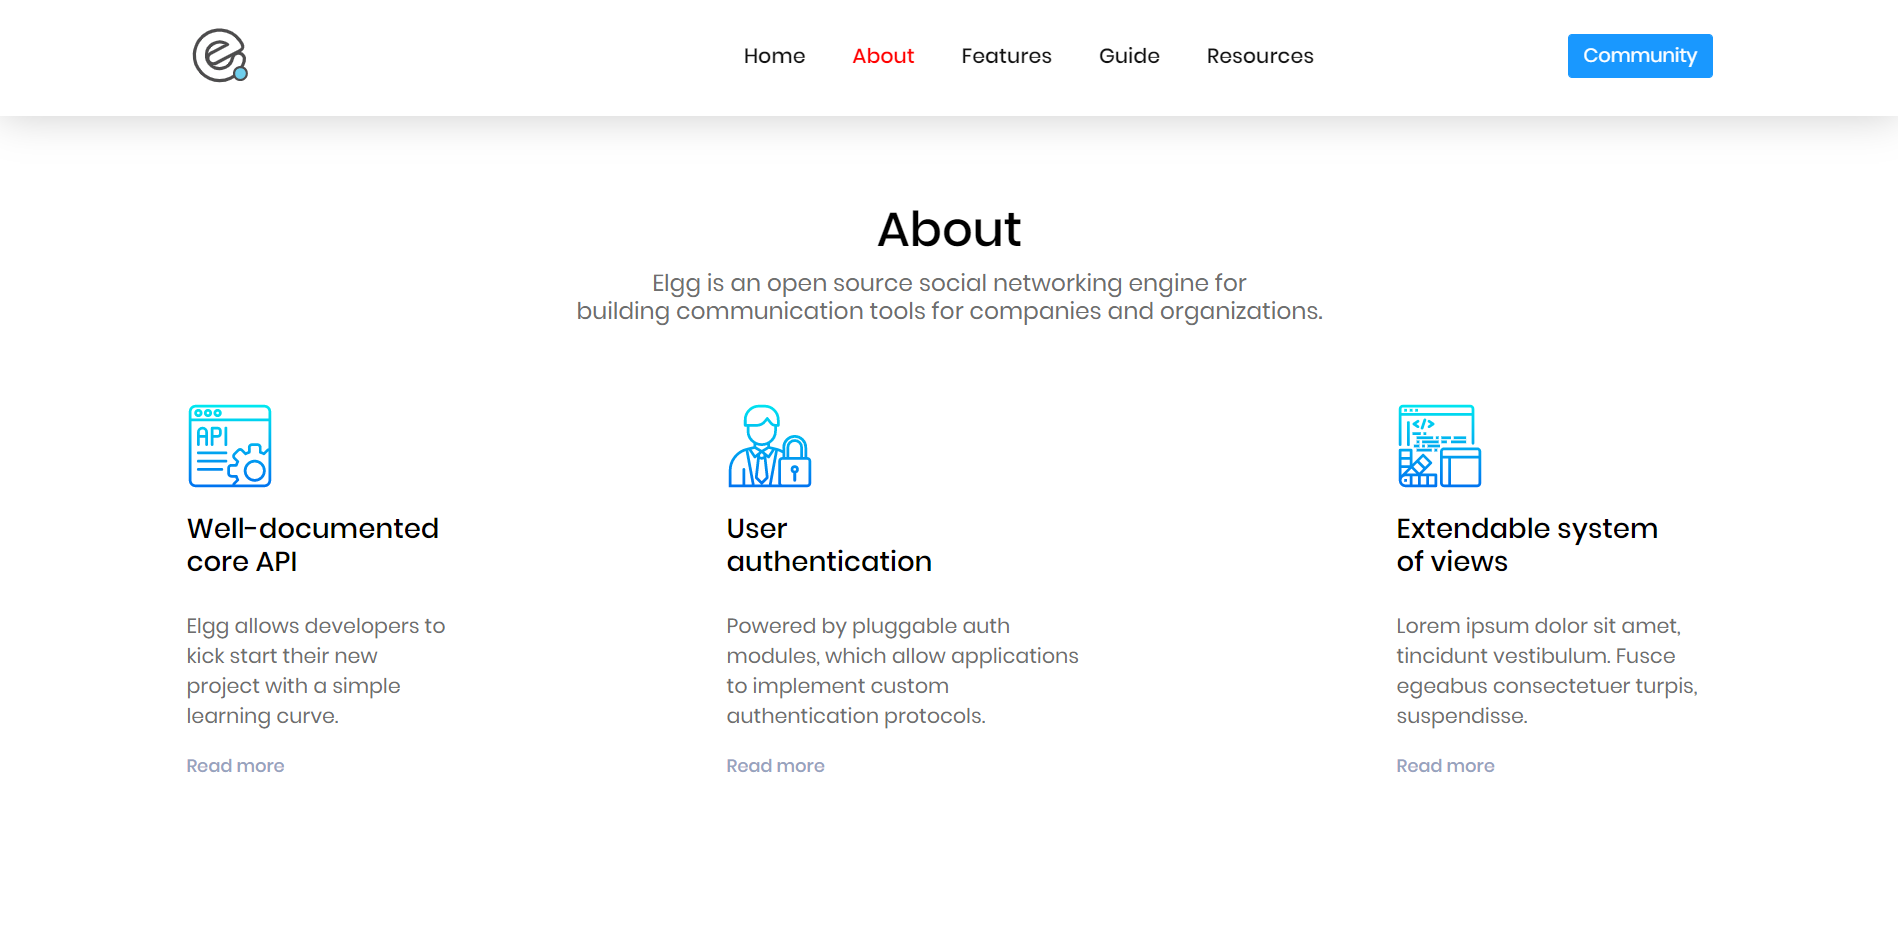 Home About Features Guide Resources Community
About
Elgg is an open source social networking engine for
building communication tools for companies and organizations.
API
</>
Well-documented
core API
Elgg allows developers to
kick start their new
project with a simple
learning curve.
Read more
User
authentication
Powered by pluggable auth
modules, which allow applications
to implement custom
authentication protocols.
Read more
Extendable system
of views
Lorem ipsum dolor sit amet,
tincidunt vestibulum. Fusce
egeabus consectetuer turpis,
suspendisse.
Read more